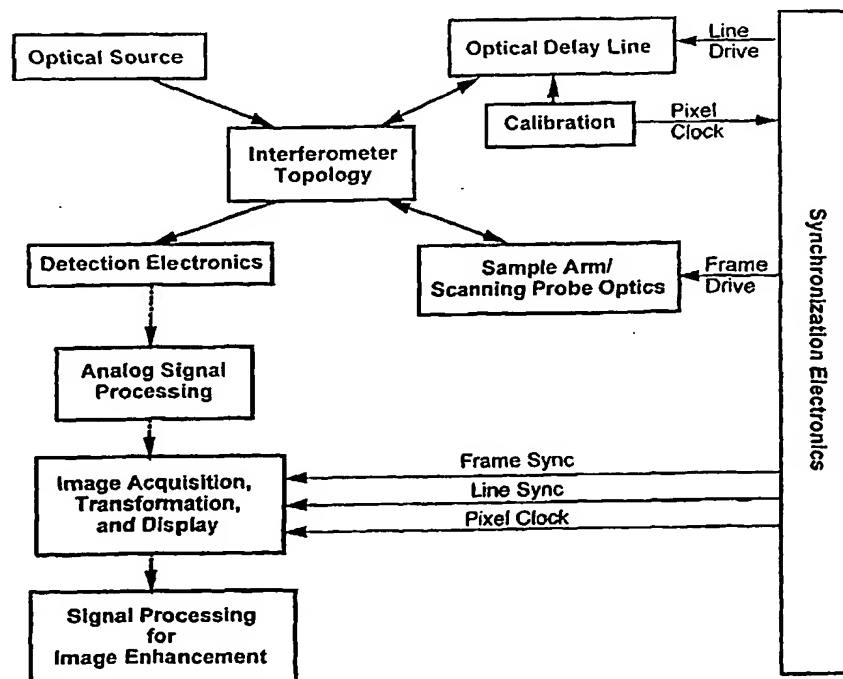 Optical Source
Optical Delay Line
Line
Drive
Calibration
Pixel
Clock
Interferometer
Topology
Detection Electronics
Sample Arm/
Scanning Probe Optics
Frame
Drive
Synchronization Electronics
Analog Signal
Processing
Image Acquisition,
Transformation,
and Display
Frame Sync
Line Sync
Pixel Clock
Signal Processing
for
Image Enhancement